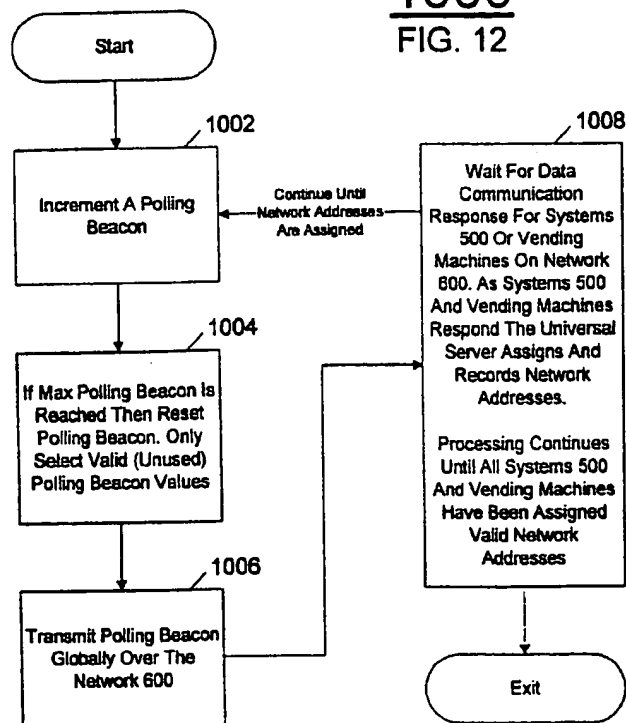 FIG. 12
Start
1002
Increment A Polling
Beacon
1004
If Max Polling Beacon Is
Reached Then Reset
Polling Beacon. Only
Select Valid (Unused)
Polling Beacon Values
1006
Transmit Polling Beacon
Globally Over The
Network 600
Continue Until
Network Addresses
Are Assigned
1008
Wait For Data
Communication
Response For Systems
500 Or Vending
Machines On Network
600. As Systems 500
And Vending Machines
Respond The Universal
Server Assigns And
Records Network
Addresses.
Processing Continues
Until All Systems 500
And Vending Machines
Have Been Assigned
Valid Network
Addresses
Exit